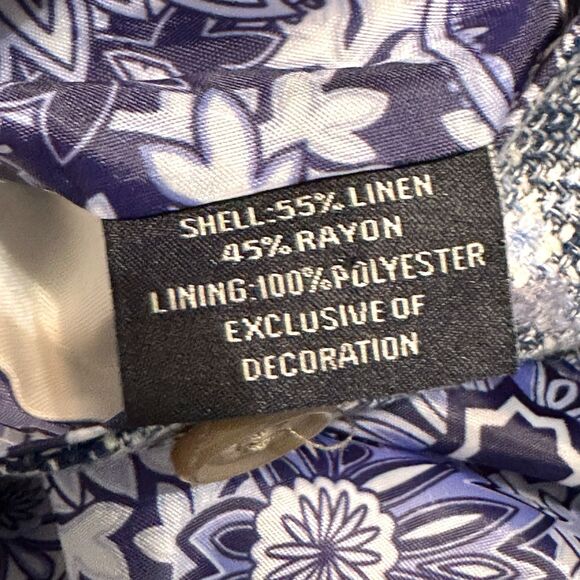 SHELL:55% LINEN
45% RAYON
LINING:100% POLYESTER
EXCLUSIVE OF
DECORATION